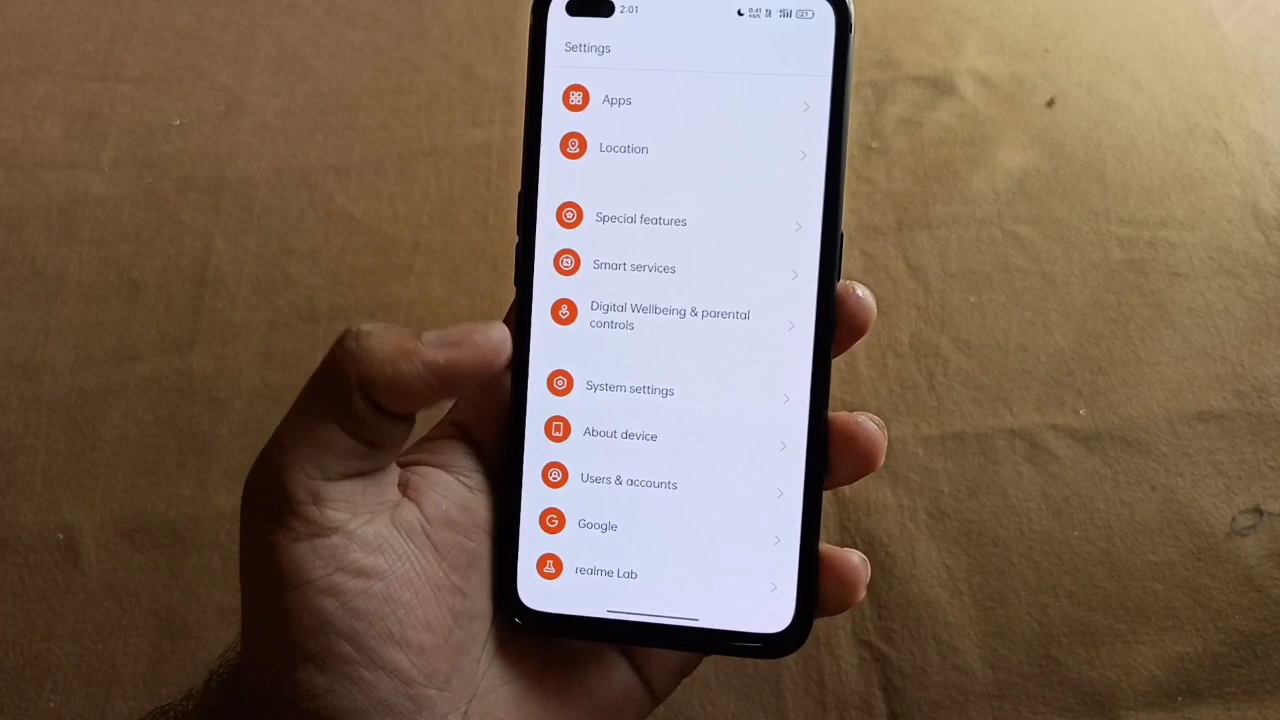 2:01
Settings
Apps
Location
Special features
Smart services
Digital Wellbeing & parental
controls
System settings
About device
Users & accounts
Google
realme Lab